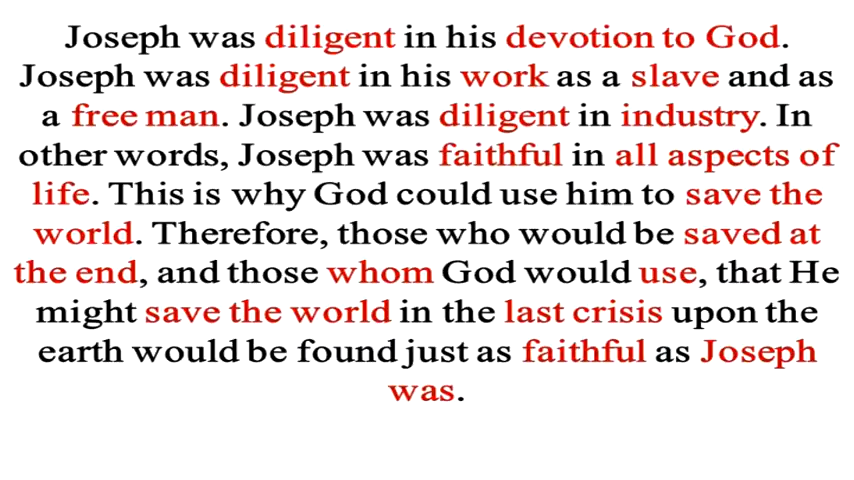 Joseph was diligent in his devotion to God.
Joseph was diligent in his work as a slave and as
a free man. Joseph was diligent in industry. In
other words, Joseph was faithful in all aspects of
life. This is why God could use him to save the
world. Therefore, those who would be saved at
the end, and those whom God would use, that He
might save the world in the last crisis upon the
earth would be found just as faithful as Joseph
was.